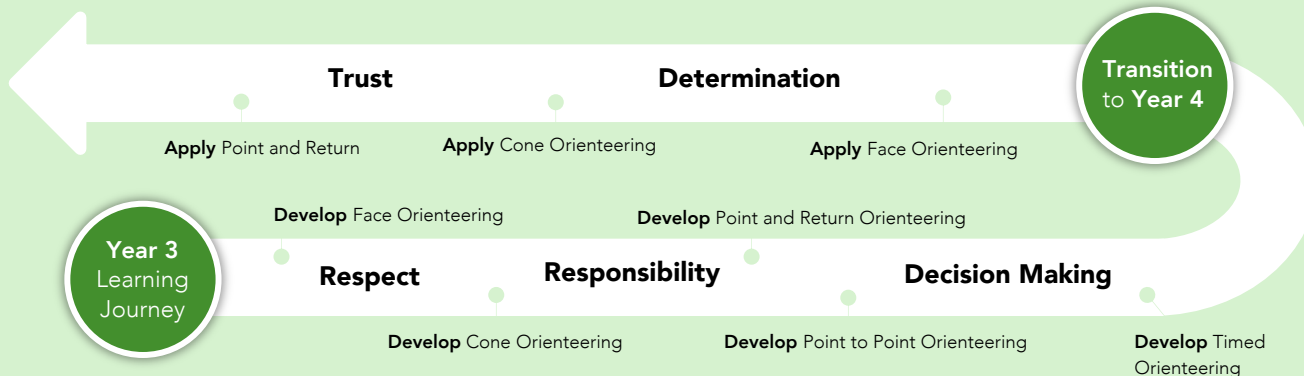 Trust
Determination
Transition
to Year 4
Apply Point and Return
Apply Cone Orienteering
Apply Face Orienteering
Develop Face Orienteering
Develop Point and Return Orienteering
Year 3
Learning
Journey
Respect
Responsibility
Decision Making
Develop Cone Orienteering
Develop Point to Point Orienteering
Develop Timed
Orienteering